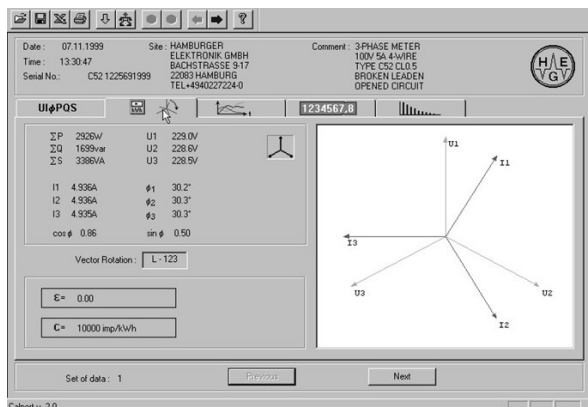 Date : 07.11.1999
Time : 13:30:47
Serial No.: C52 1225691999
Site : HAMBURGER
ELEKTRONIK GMBH
BACHSTRASSE 9-17
22083 HAMBURG
TEL+4940227224-0
Comment : 3-PHASE METER
100V 5A 4-WIRE
TYPE C52 CL0.5
BROKEN LEADEN
OPENED CIRCUIT
H E
V G
UIϕPQS
1234567,8
ΣP 2926W U1 229.0V
ΣQ 1699var U2 228.6V
ΣS 3386VA U3 228.5V
I1 4.936A ϕ1 30.2°
I2 4.936A ϕ2 30.3°
I3 4.935A ϕ3 30.3°
cos ϕ 0.86 sin ϕ 0.50
Vector Rotation : L - 123
Ɛ= 0.00
C= 10000 imp/kWh
U1
I1
I3
U3
U2
I2
Set of data : 1
Previous
Next
Calport v. 2.0